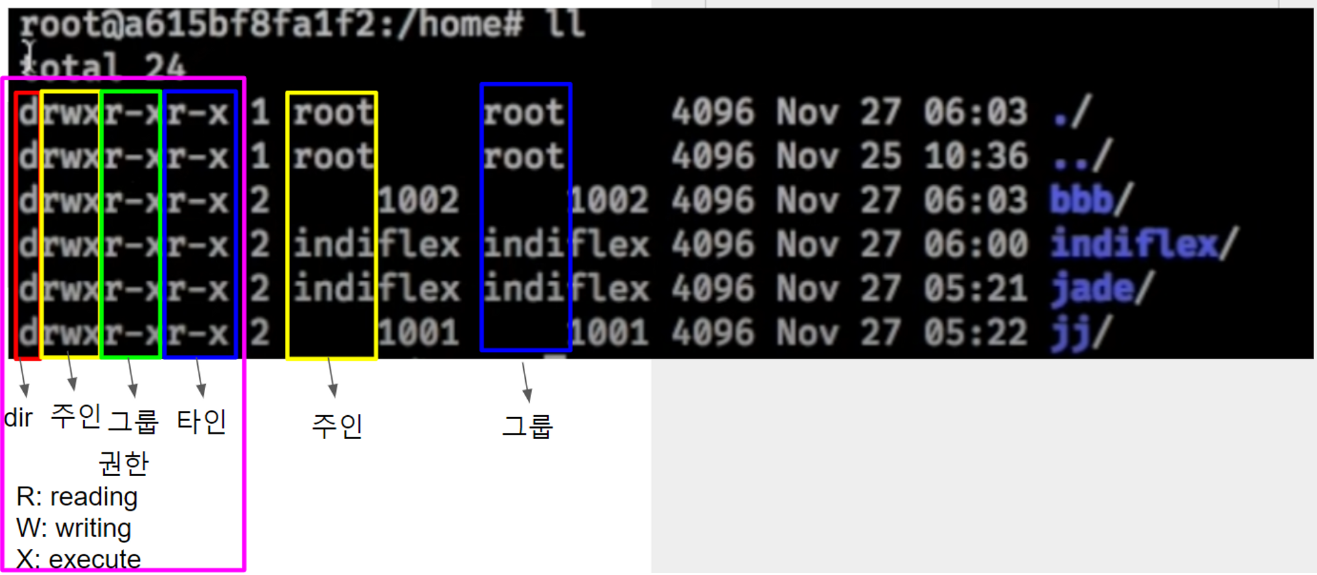 root@a615bf8fa1f2:/home# ll
total 24
drwxr-xr-x 1 root root 4096 Nov 27 06:03 ./
drwxr-xr-x 1 root root 4096 Nov 25 10:36 ../
drwxr-xr-x 2 1002 1002 4096 Nov 27 06:03 bbb/
drwxr-xr-x 2 indiflex indiflex 4096 Nov 27 06:00 indiflex/
drwxr-xr-x 2 indiflex indiflex 4096 Nov 27 05:21 jade/
drwxr-xr-x 2 1001 1001 4096 Nov 27 05:22 jj/
dir 주인 그룹 타인 주인 그룹
권한
R: reading
W: writing
X: execute